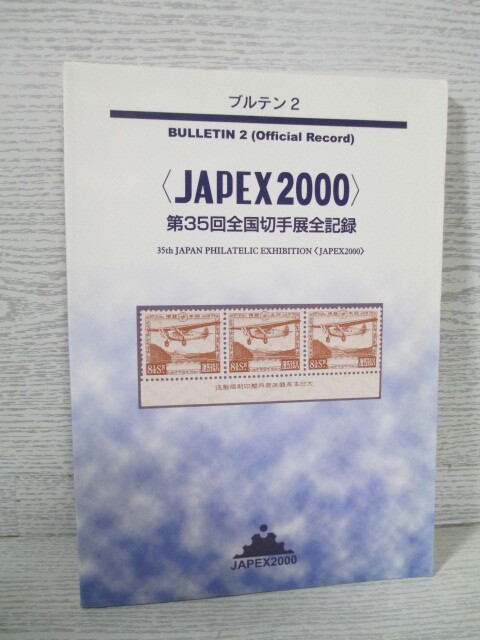 ブルテン2
BULLETIN 2 (Official Record)
〈JAPEX2000〉
第35回全国切手展全記録
35th JAPAN PHILATELIC EXHIBITION〈JAPEX2000〉
JAPEX2000